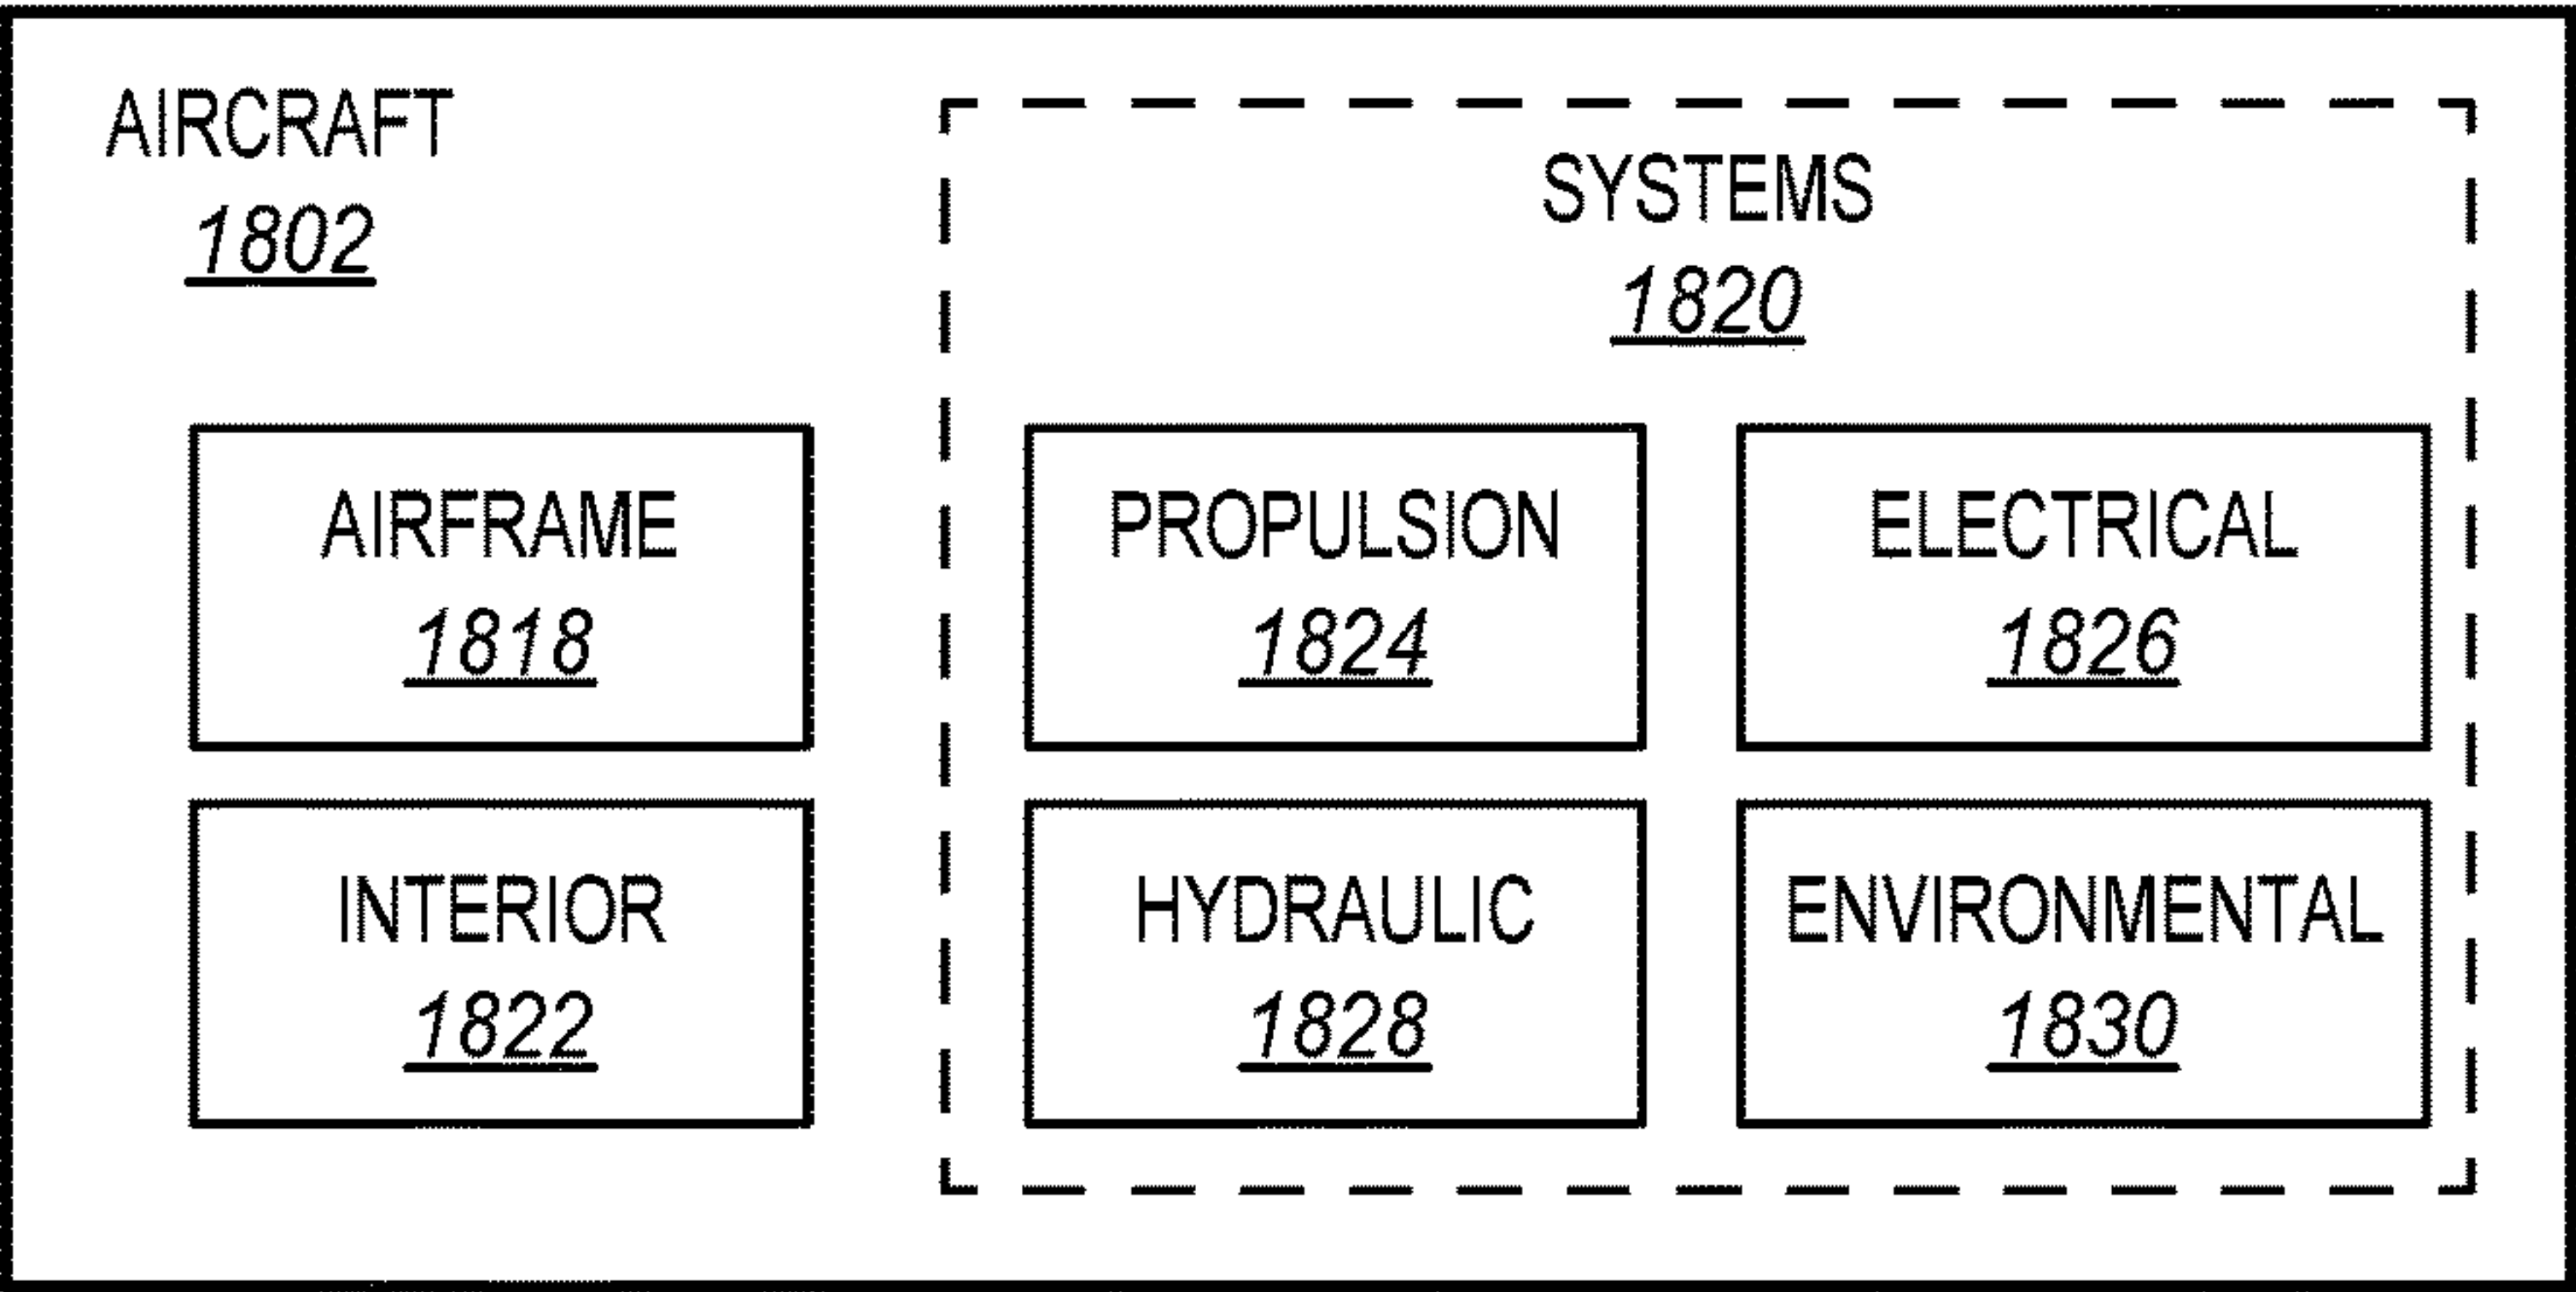 AIRCRAFT
1802
SYSTEMS
1820
AIRFRAME
1818
PROPULSION
1824
ELECTRICAL
1826
INTERIOR
1822
HYDRAULIC
1828
ENVIRONMENTAL
1830